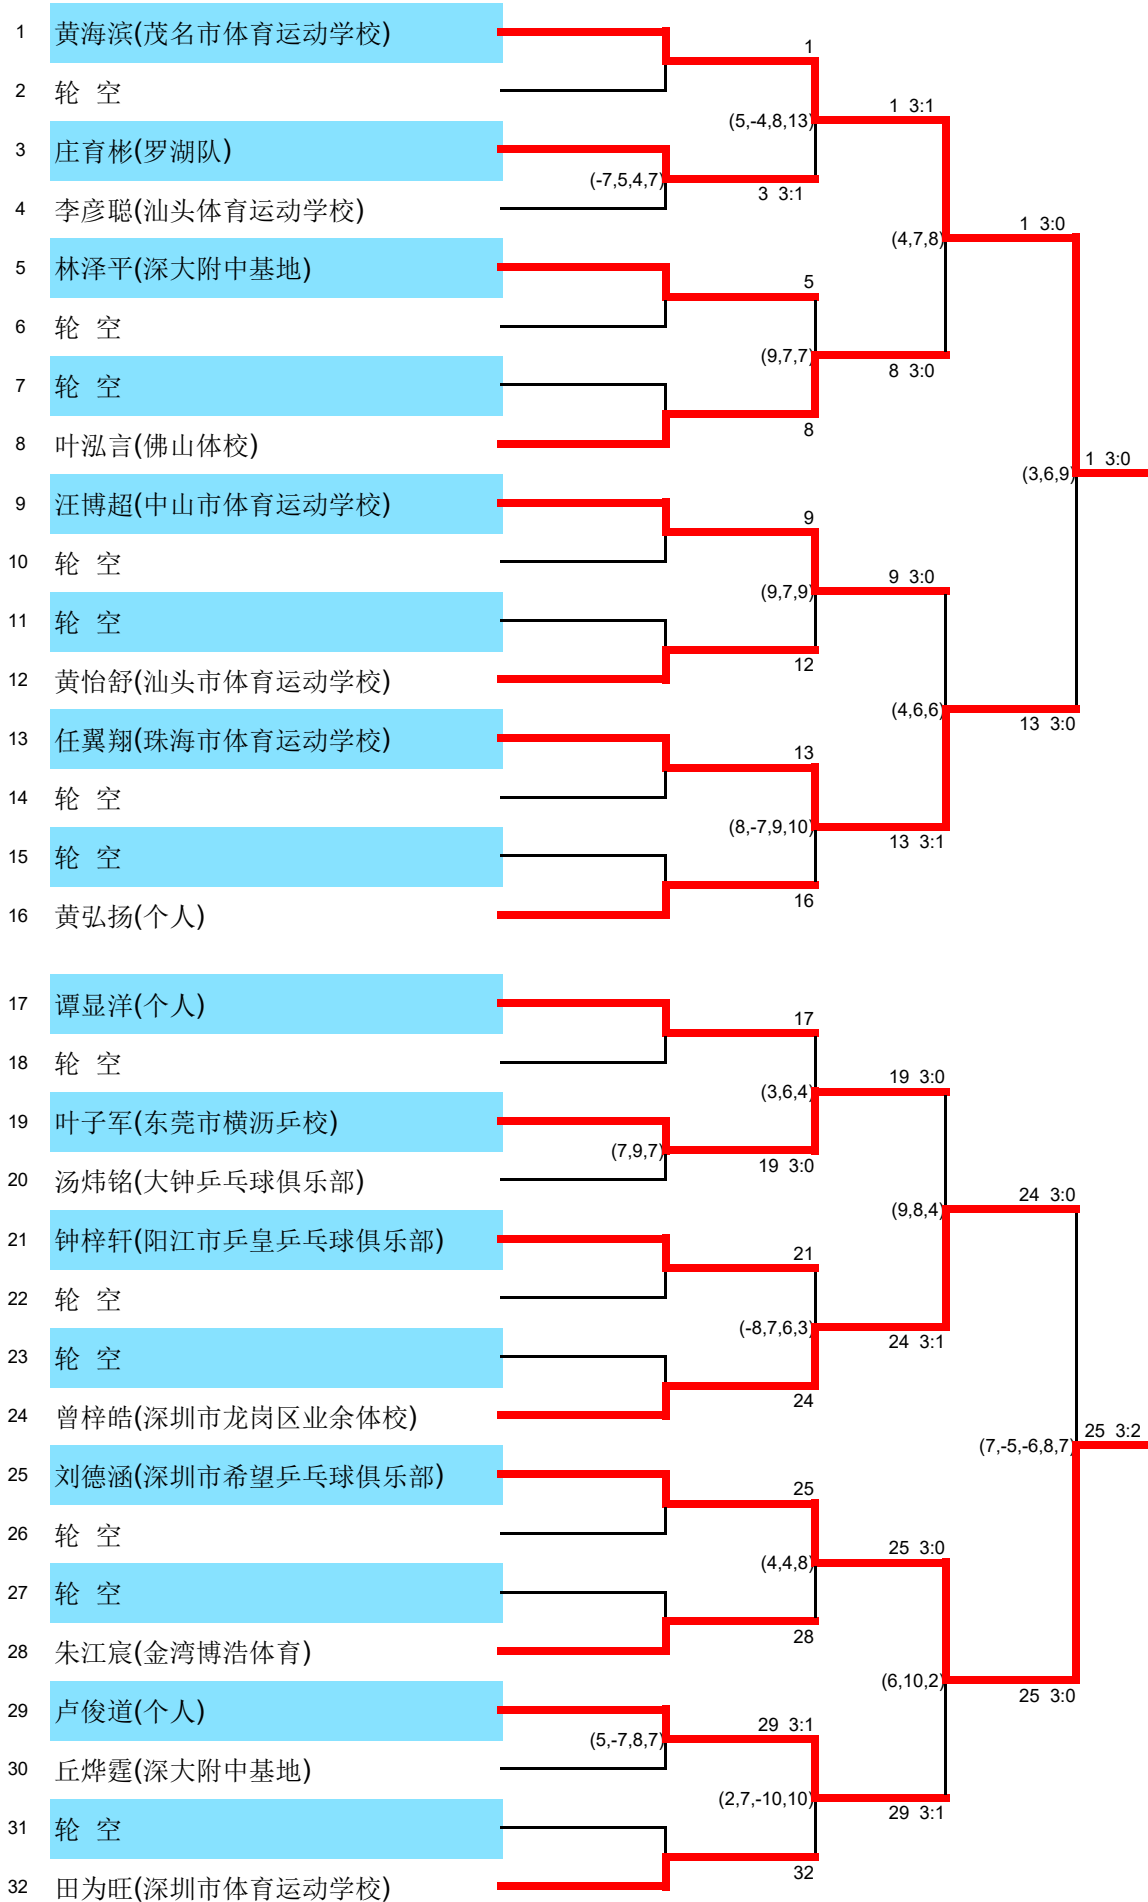 1 黄海滨(茂名市体育运动学校)
1
2 轮 空
1 3:1
(5,-4,8,13)
3 庄育彬(罗湖队)
(-7,5,4,7)
3 3:1
4 李彦聪(汕头体育运动学校)
1 3:0
(4,7,8)
5 林泽平(深大附中基地)
5
6 轮 空
(9,7,7)
8 3:0
7 轮 空
8
8 叶泓言(佛山体校)
1 3:0
(3,6,9)
9 汪博超(中山市体育运动学校)
9
10 轮 空
9 3:0
(9,7,9)
11 轮 空
12
12 黄怡舒(汕头市体育运动学校)
(4,6,6)
13 3:0
13 任翼翔(珠海市体育运动学校)
13
14 轮 空
(8,-7,9,10)
13 3:1
15 轮 空
16
16 黄弘扬(个人)
17 谭显洋(个人)
17
18 轮 空
19 3:0
(3,6,4)
19 叶子军(东莞市横沥乒校)
(7,9,7)
19 3:0
20 汤炜铭(大钟乒乓球俱乐部)
24 3:0
(9,8,4)
21 钟梓轩(阳江市乒皇乒乓球俱乐部)
21
22 轮 空
(-8,7,6,3)
24 3:1
23 轮 空
24
24 曾梓皓(深圳市龙岗区业余体校)
25 3:2
(7,-5,-6,8,7)
25 刘德涵(深圳市希望乒乓球俱乐部)
25
26 轮 空
25 3:0
(4,4,8)
27 轮 空
28
28 朱江宸(金湾博浩体育)
(6,10,2)
25 3:0
29 卢俊道(个人)
29 3:1
(5,-7,8,7)
30 丘烨霆(深大附中基地)
(2,7,-10,10)
29 3:1
31 轮 空
32
32 田为旺(深圳市体育运动学校)